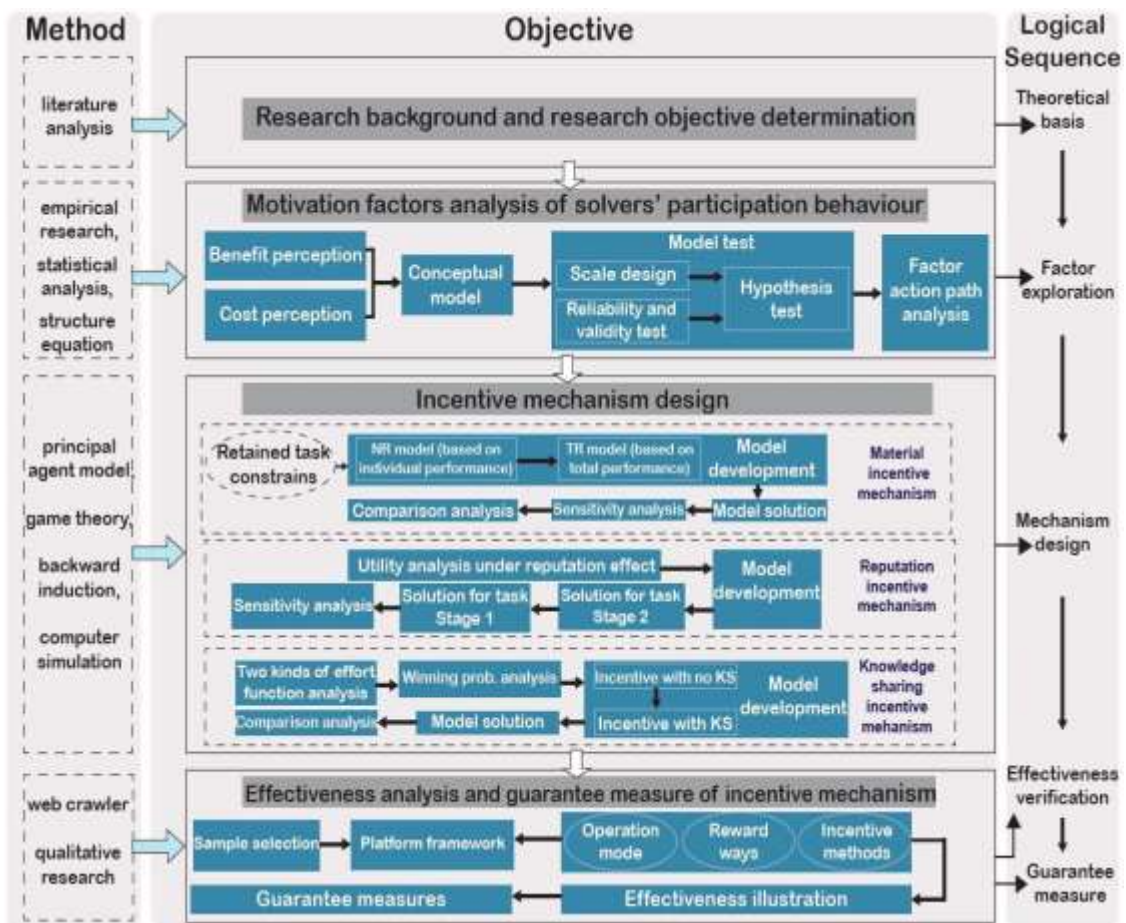 Method
Objective
Logical
Sequence
literature
analysis
Research background and research objective determination
Theoretical
basis
empirical
research,
statistical
analysis,
structure
equation
Motivation factors analysis of solvers' participation behaviour
Benefit perception
Cost perception
Conceptual
model
Model test
Scale design
Reliability and
validity test
Hypothesis
test
Factor
action path
analysis
Factor
exploration
principal
agent model,
game theory,
backward
induction,
computer
simulation
Incentive mechanism design
Retained task
constrains
NR model (based on
individual performance)
TR model (based on
total performance)
Model
development
Comparison analysis
Sensitivity analysis
Model solution
Material
incentive
mechanism
Utility analysis under reputation effect
Model
development
Sensitivity analysis
Solution for task
Stage 1
Solution for task
Stage 2
Reputation
incentive
mechanism
Two kinds of effort
function analysis
Winning prob. analysis
Incentive with no KS
Model
development
Comparison analysis
Model solution
Incentive with KS
Knowledge
sharing
incentive
mehanism
Mechanism
design
web crawler
qualitative
research
Effectiveness analysis and guarantee measure of incentive mechanism
Sample selection
Platform framework
Operation
mode
Reward
ways
Incentive
methods
Guarantee measures
Effectiveness illustration
Effectiveness
verification
Guarantee
measure